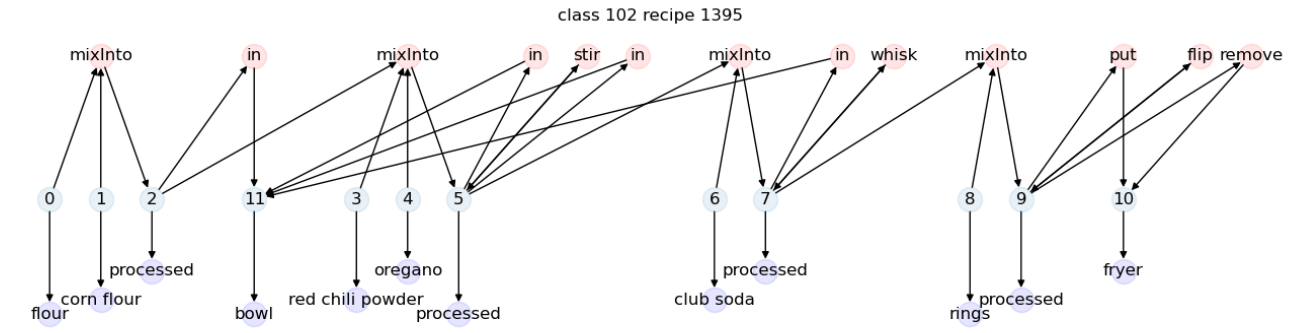 class 102 recipe 1395
mixInto in mixInto in stir in mixInto in whisk mixInto put flip remove
0 1 2 11 3 4 5 6 7 8 9 10
processed oregano processed fryer
corn flour red chili powder club soda processed
flour bowl processed rings